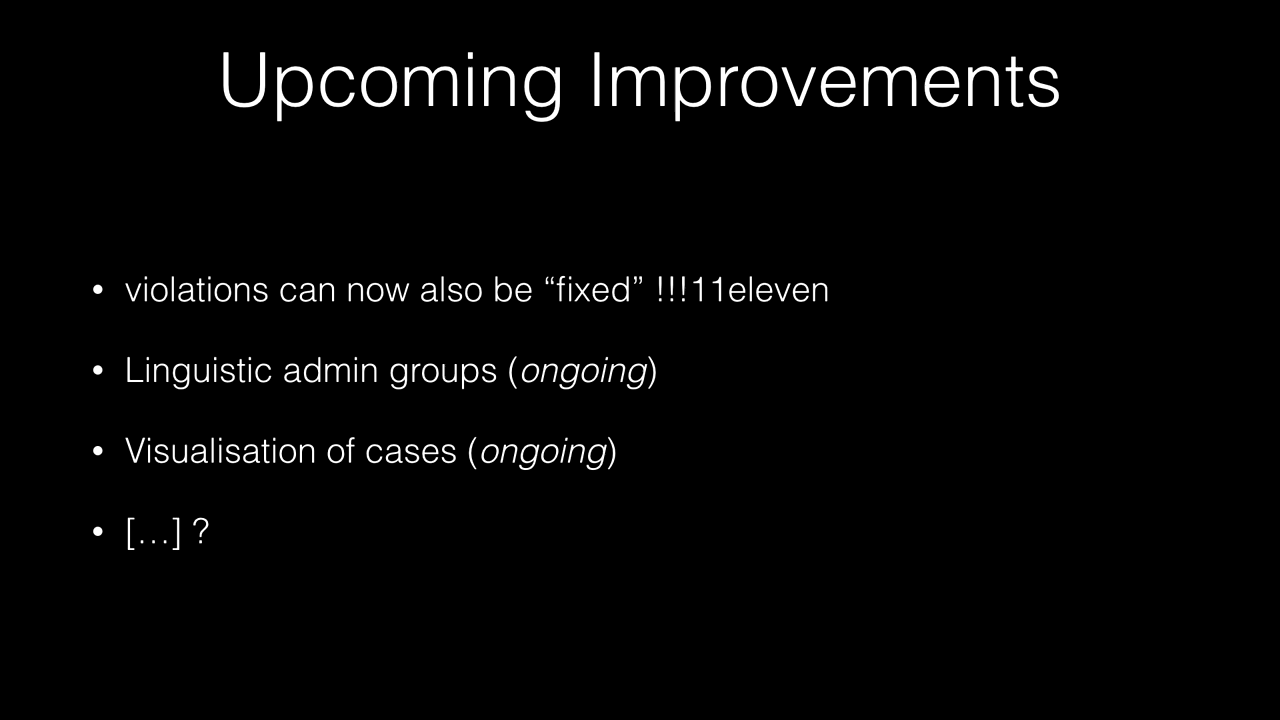 Upcoming Improvements
• violations can now also be “fixed” !!!11eleven
• Linguistic admin groups (ongoing)
• Visualisation of cases (ongoing)
• […] ?